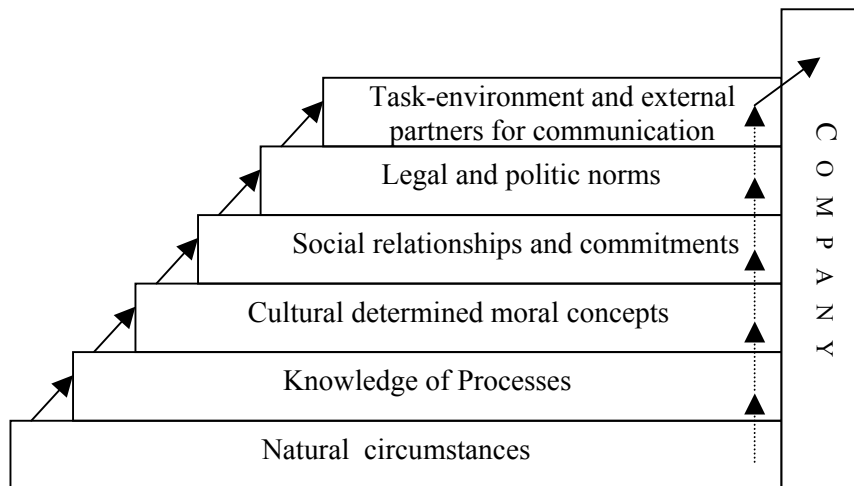 Task-environment and external
partners for communication
Legal and politic norms
Social relationships and commitments
Cultural determined moral concepts
Knowledge of Processes
Natural circumstances
COMPANY